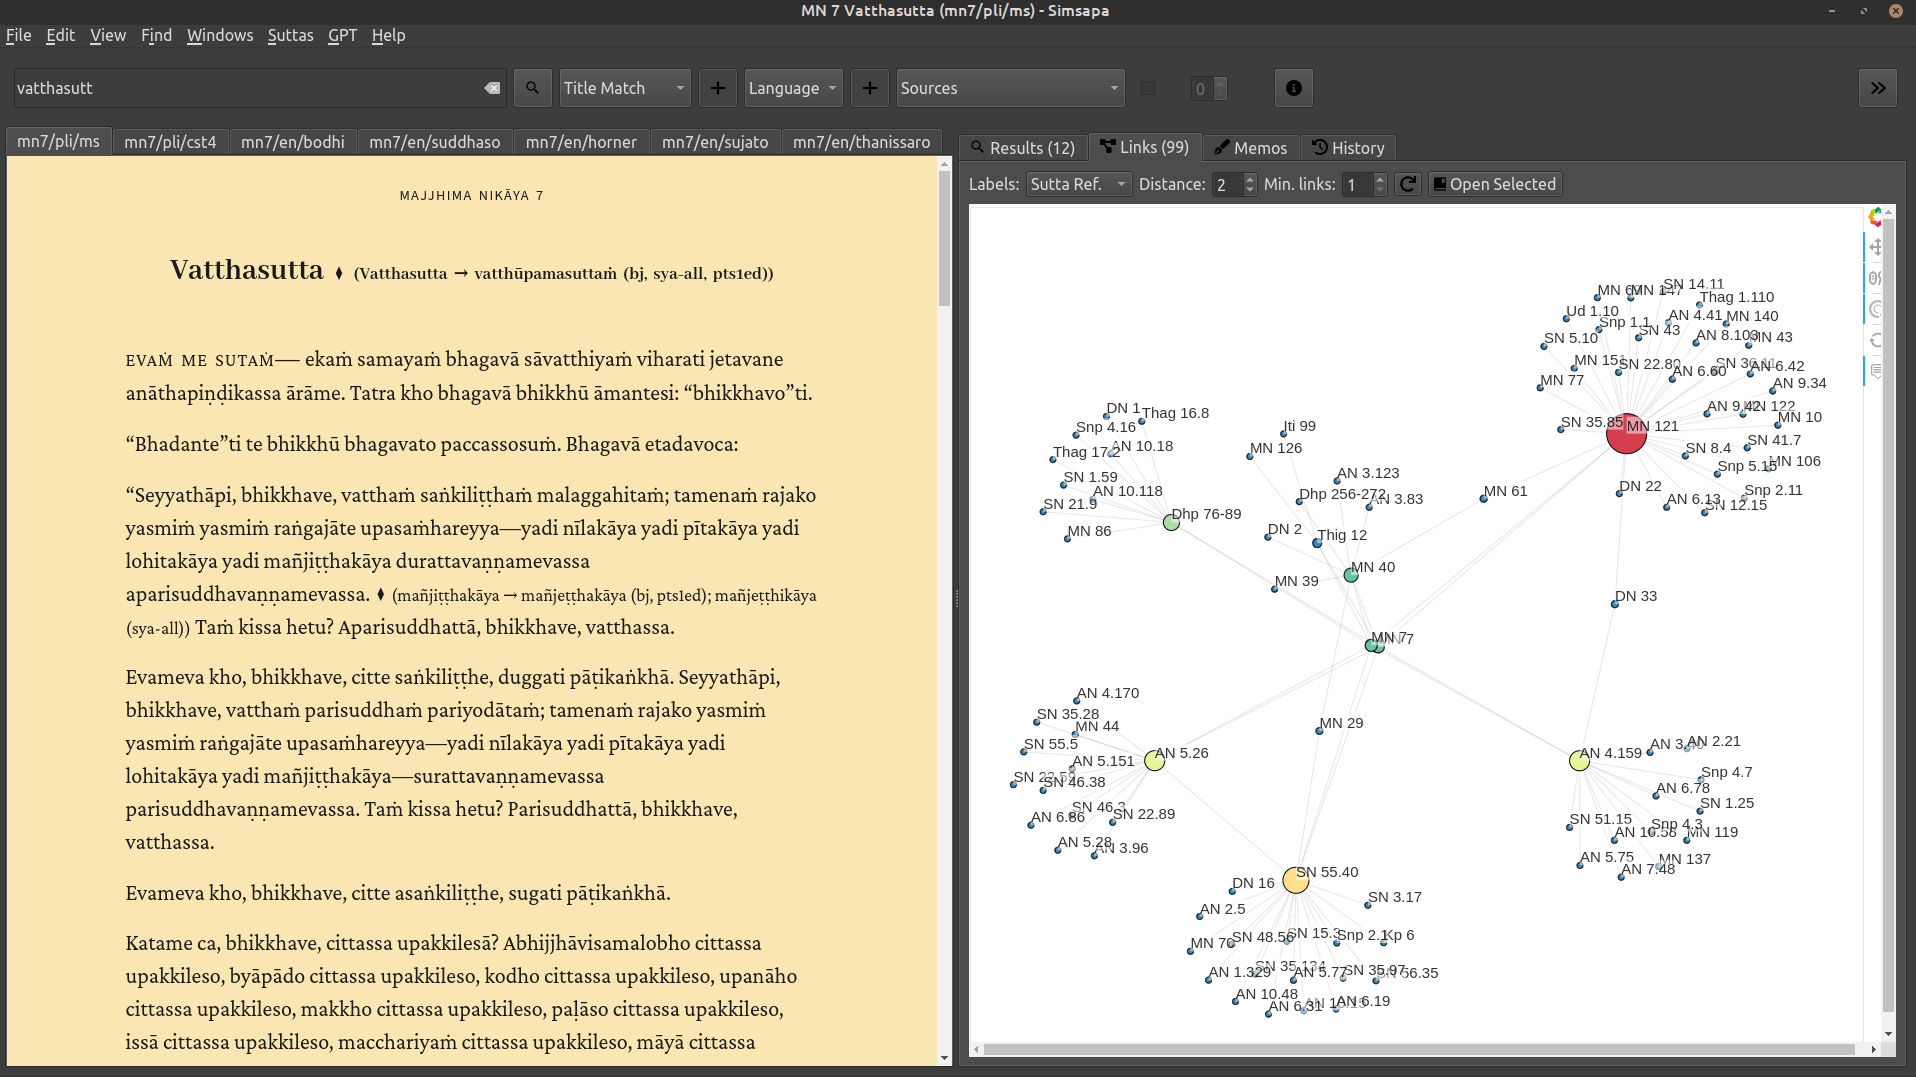 MN 7 Vatthasutta (mn7/pli/ms) - Simsapa
File Edit View Find Windows Suttas GPT Help
vatthasutt Title Match Language Sources 0
mn7/pli/ms mn7/pli/cst4 mn7/en/bodhi mn7/en/suddhaso mn7/en/horner mn7/en/sujato mn7/en/thanissaro
MAJJHIMA NIKĀYA 7
Vatthasutta ♦ (Vatthasutta → vatthūpamasuttaṁ (bj, sya-all, pts1ed))
EVAṀ ME SUTAṀ— ekaṁ samayaṁ bhagavā sāvatthiyaṁ viharati jetavane
anāthapiṇḍikassa ārāme. Tatra kho bhagavā bhikkhū āmantesi: “bhikkhavo”ti.
“Bhadante”ti te bhikkhū bhagavato paccassosuṁ. Bhagavā etadavoca:
“Seyyathāpi, bhikkhave, vatthaṁ saṅkiliṭṭhaṁ malaggahitaṁ; tamenaṁ rajako
yasmiṁ yasmiṁ raṅgajāte upasaṁhareyya—yadi nīlakāya yadi pītakāya yadi
lohitakāya yadi mañjiṭṭhakāya durattavaṇṇamevassa
aparisuddhavaṇṇamevassa. ♦ (mañjiṭṭhakāya → mañjeṭṭhakāya (bj, pts1ed); mañjeṭṭhikāya
(sya-all)) Taṁ kissa hetu? Aparisuddhattā, bhikkhave, vatthassa.
Evameva kho, bhikkhave, citte saṅkiliṭṭhe, duggati pāṭikaṅkhā. Seyyathāpi,
bhikkhave, vatthaṁ parisuddhaṁ pariyodātaṁ; tamenaṁ rajako yasmiṁ
yasmiṁ raṅgajāte upasaṁhareyya—yadi nīlakāya yadi pītakāya yadi
lohitakāya yadi mañjiṭṭhakāya—surattavaṇṇamevassa
parisuddhavaṇṇamevassa. Taṁ kissa hetu? Parisuddhattā, bhikkhave,
vatthassa.
Evameva kho, bhikkhave, citte asaṅkiliṭṭhe, sugati pāṭikaṅkhā.
Katame ca, bhikkhave, cittassa upakkilesā? Abhijjhāvisamalobho cittassa
upakkileso, byāpādo cittassa upakkileso, kodho cittassa upakkileso, upanāho
cittassa upakkileso, makkho cittassa upakkileso, paḷāso cittassa upakkileso,
issā cittassa upakkileso, macchariyaṁ cittassa upakkileso, māyā cittassa
Results (12) Links (99) Memos History
Labels: Sutta Ref. Distance: 2 Min. links: 1 Open Selected
SN 14.11
MN 147
Thag 1.110
Ud 1.10
Snp 1.1
AN 4.41
MN 140
SN 5.10
SN 43
AN 8.103
MN 43
MN 151
SN 22.80
AN 6.60
AN 6.42
MN 77
AN 9.34
AN 9.42
MN 122
MN 10
SN 35.85
MN 121
SN 41.7
SN 8.4
MN 106
Snp 5.15
DN 22
Snp 2.11
AN 6.13
SN 12.15
MN 61
DN 1
Thag 16.8
Snp 4.16
AN 10.18
Thag 17.2
SN 1.59
AN 10.118
SN 21.9
Dhp 76-89
MN 86
Iti 99
MN 126
AN 3.123
Dhp 256-272
AN 3.83
DN 2
Thig 12
MN 40
MN 39
DN 33
MN 7
AN 4.170
SN 35.28
MN 44
SN 55.5
AN 5.26
AN 5.151
SN 46.38
SN 46.3
SN 22.89
AN 6.86
AN 5.28
AN 3.96
MN 29
AN 4.159
AN 2.21
Snp 4.7
AN 6.78
SN 1.25
SN 51.15
Snp 4.3
MN 119
AN 5.75
MN 137
AN 7.48
SN 55.40
DN 16
SN 3.17
AN 2.5
SN 48.56
SN 15.3
Snp 2.1
Kp 6
SN 35.134
AN 1.329
AN 5.77
SN 35.97
SN 56.35
AN 10.48
AN 6.31
AN 6.19